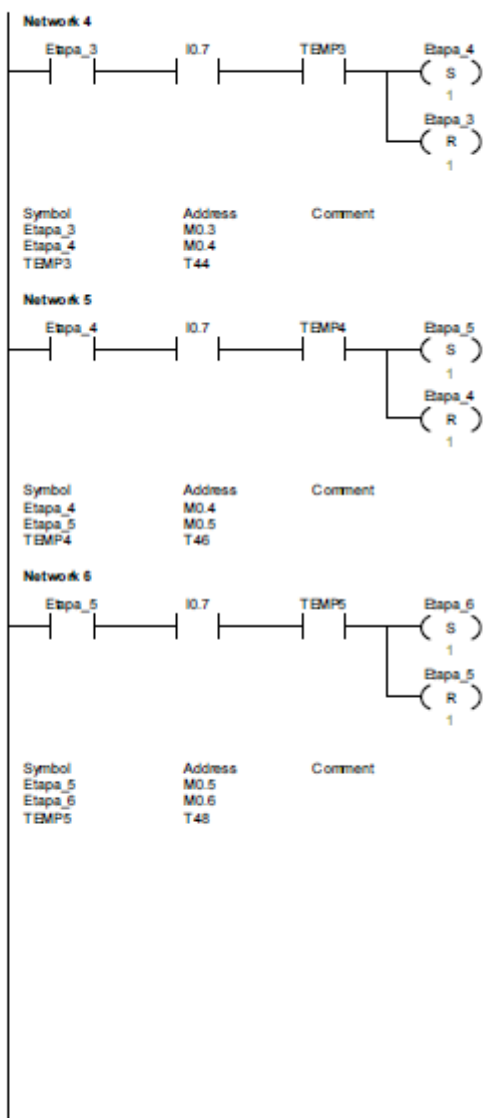 Network 4
Etapa_3 I0.7 TEMP3 Etapa_4
S
1
Etapa_3
R
1
Symbol Address Comment
Etapa_3 M0.3
Etapa_4 M0.4
TEMP3 T44
Network 5
Etapa_4 I0.7 TEMP4 Etapa_5
S
1
Etapa_4
R
1
Symbol Address Comment
Etapa_4 M0.4
Etapa_5 M0.5
TEMP4 T46
Network 6
Etapa_5 I0.7 TEMP5 Etapa_6
S
1
Etapa_5
R
1
Symbol Address Comment
Etapa_5 M0.5
Etapa_6 M0.6
TEMP5 T48